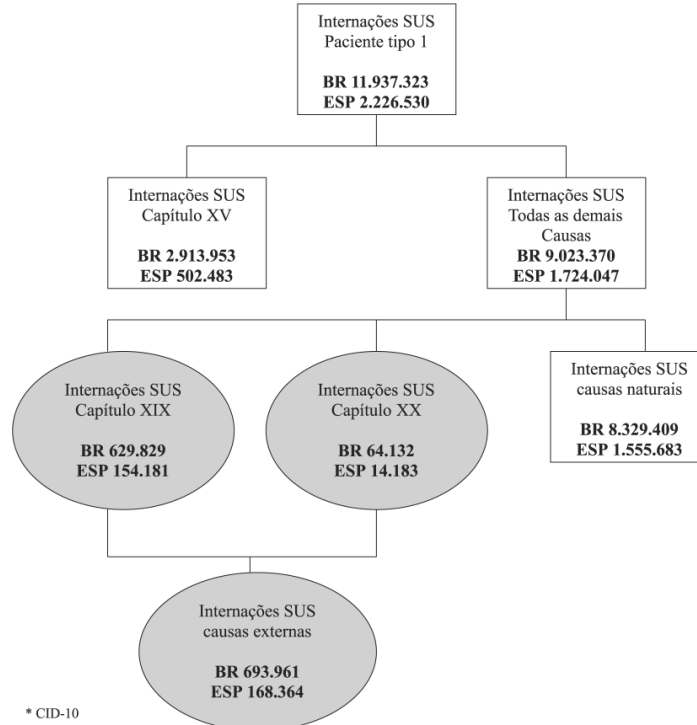 Internações SUS
Paciente tipo 1
BR 11.937.323
ESP 2.226.530
Internações SUS
Capítulo XV
BR 2.913.953
ESP 502.483
Internações SUS
Todas as demais
Causas
BR 9.023.370
ESP 1.724.047
Internações SUS
Capítulo XIX
BR 629.829
ESP 154.181
Internações SUS
Capítulo XX
BR 64.132
ESP 14.183
Internações SUS
causas naturais
BR 8.329.409
ESP 1.555.683
Internações SUS
causas externas
BR 693.961
ESP 168.364
* CID-10